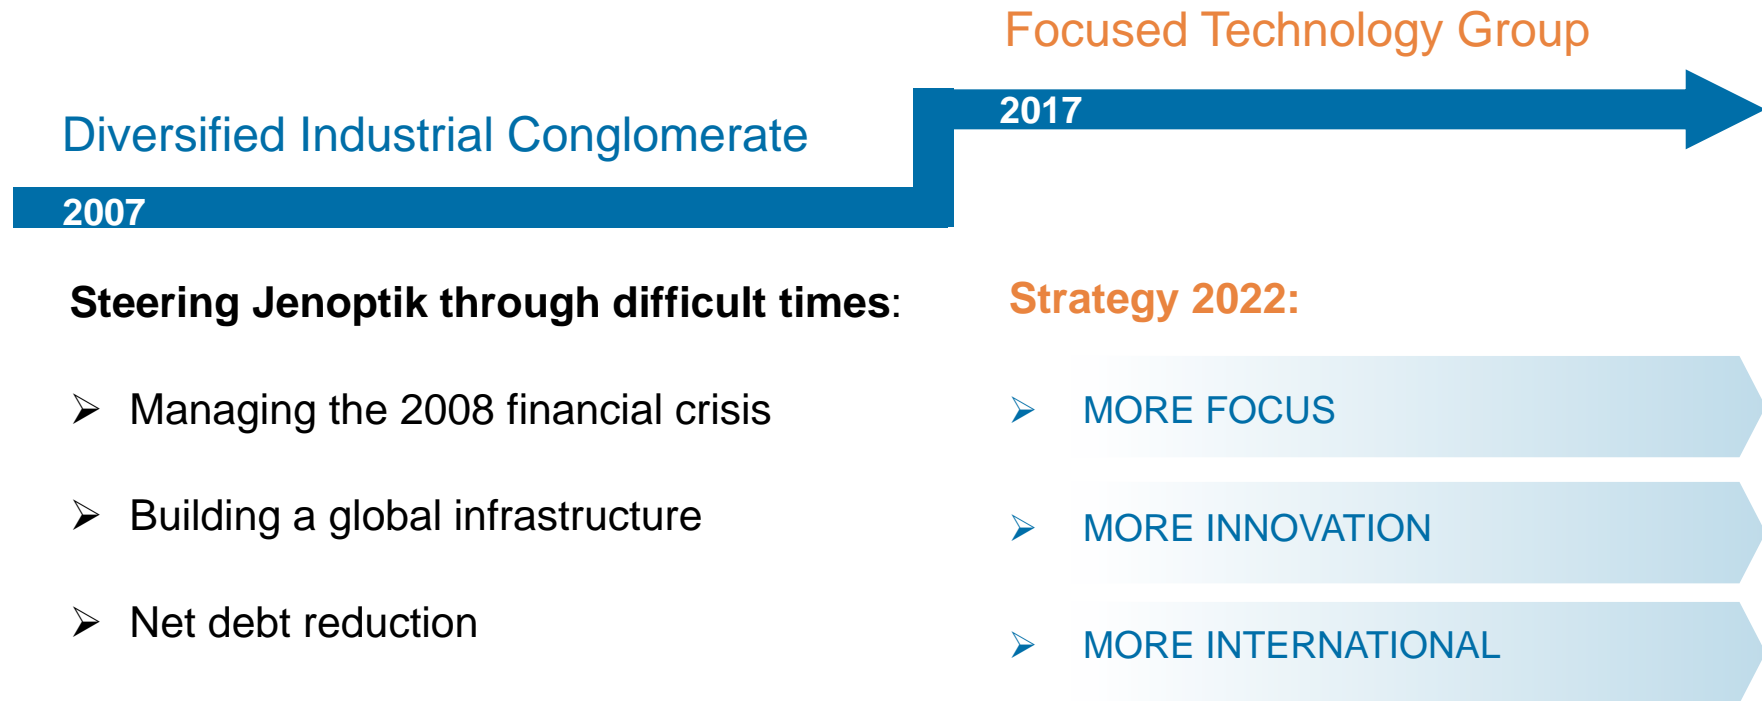 Focused Technology Group
2017
Diversified Industrial Conglomerate
2007
Steering Jenoptik through difficult times:
➢ Managing the 2008 financial crisis
➢ Building a global infrastructure
➢ Net debt reduction
Strategy 2022:
➢ MORE FOCUS
➢ MORE INNOVATION
➢ MORE INTERNATIONAL